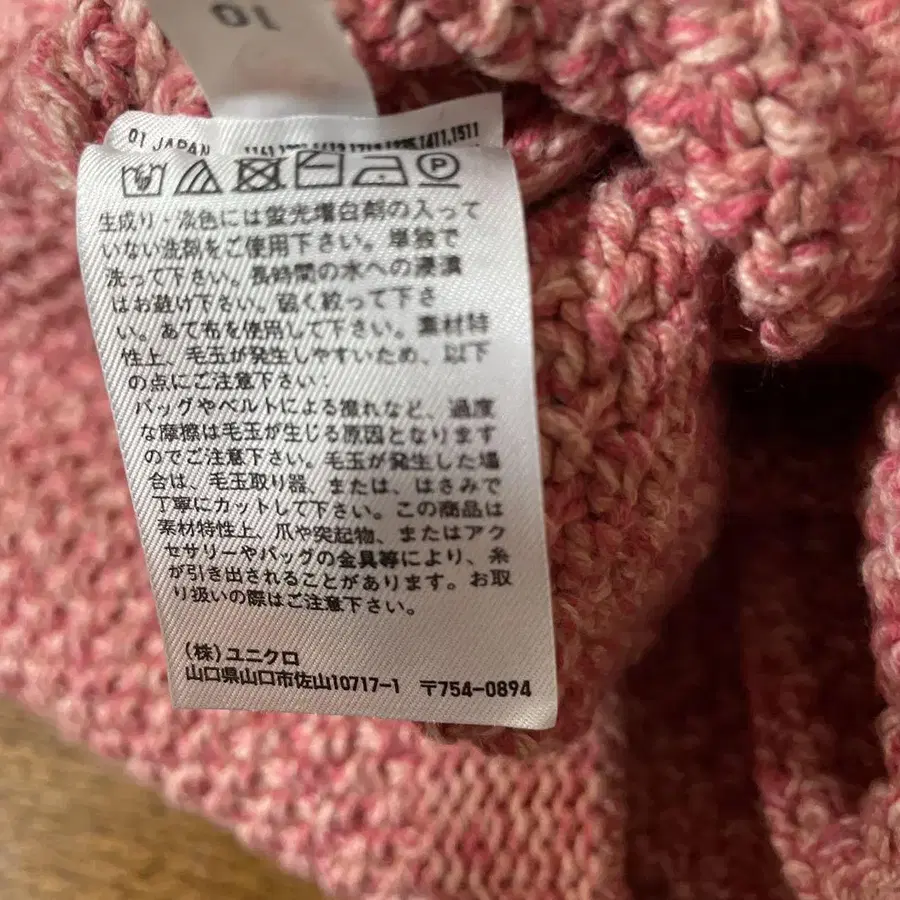 10
01 JAPAN
生成り・淡色には蛍光増白剤の入って
いない洗剤をご使用下さい。単独で
洗って下さい。長時間の水への浸漬
はお避け下さい。弱く絞って下さ
い。あて布を使用して下さい。素材特
性上、毛玉が発生しやすいため、以下
の点にご注意下さい:
バッグやベルトによる擦れなど、過度
な摩擦は毛玉が生じる原因となります
のでご注意下さい。毛玉が発生した場
合は、毛玉取り器、または、はさみで
丁寧にカットして下さい。この商品は
素材特性上、爪や突起物、またはアク
セサリーやバッグの金具等により、糸
が引き出されることがあります。お取
り扱いの際はご注意下さい。
(株)ユニクロ
山口県山口市佐山10717-1 〒754-0894